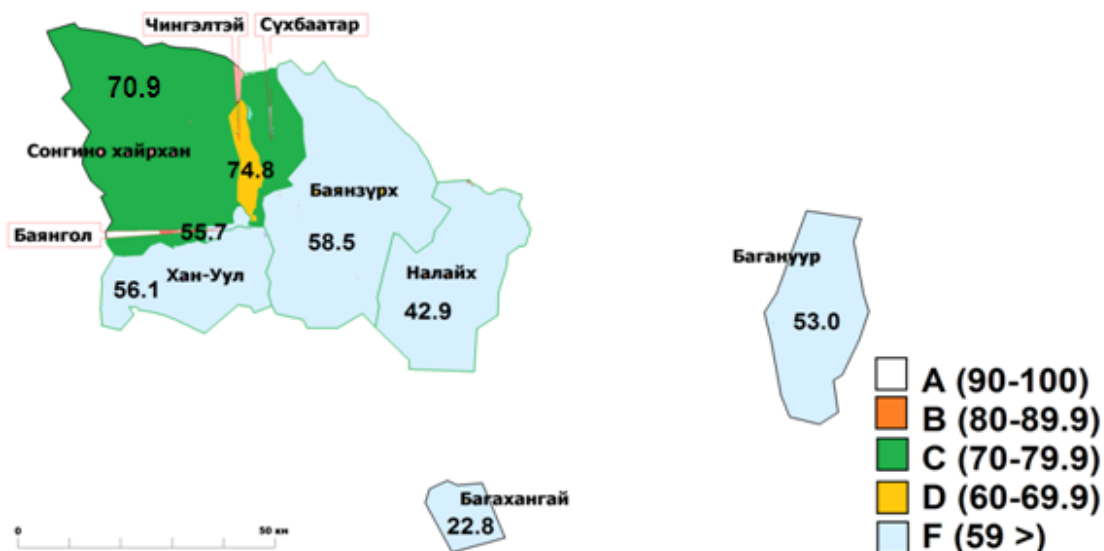 Чингэлтэй
Сүхбаатар
70.9
Сонгино хайрхан
74.8
Баянзүрх
Баянгол
55.7
58.5
Хан-Уул
56.1
Налайх
42.9
Багануур
53.0
A (90-100)
B (80-89.9)
C (70-79.9)
D (60-69.9)
F (59 >)
Багахангай
22.8
0
50 км